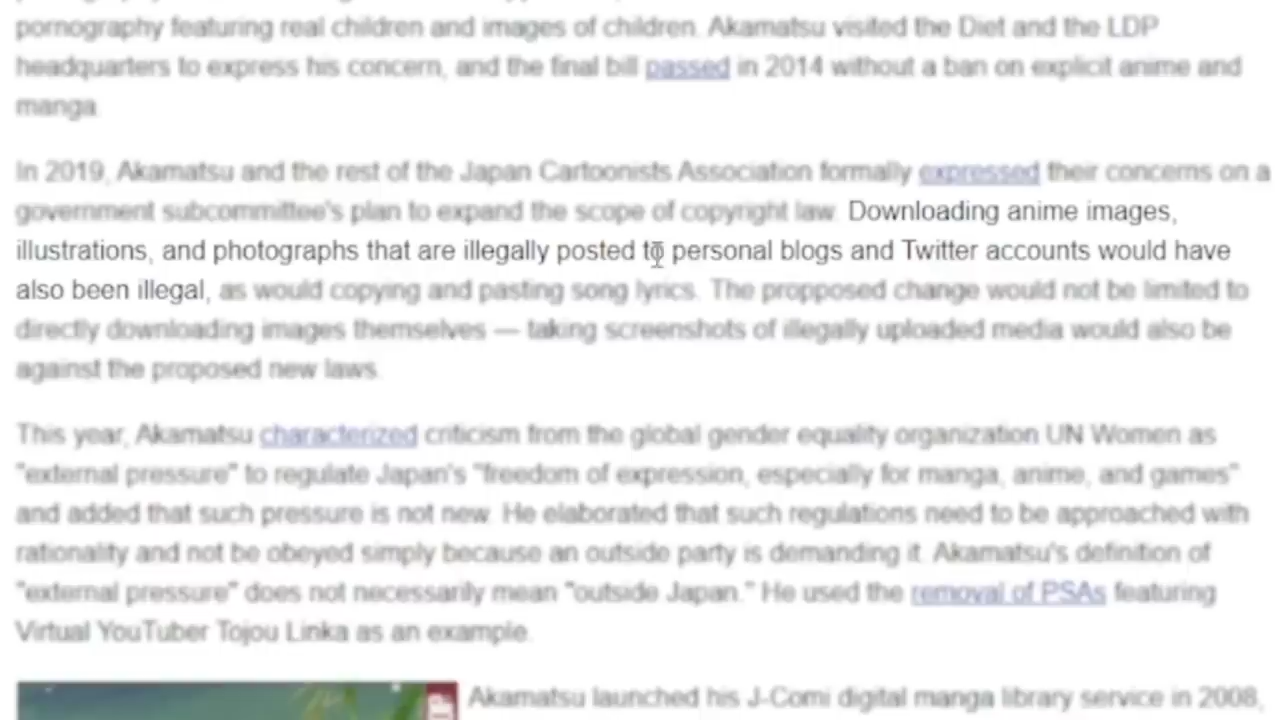 pornography featuring real children and images of children. Akamatsu visited the Diet and the LDP
headquarters to express his concern, and the final bill passed in 2014 without a ban on explicit anime and
manga.
In 2019, Akamatsu and the rest of the Japan Cartoonists Association formally expressed their concerns on a
government subcommittee's plan to expand the scope of copyright law. Downloading anime images,
illustrations, and photographs that are illegally posted to personal blogs and Twitter accounts would have
also been illegal, as would copying and pasting song lyrics. The propposed change would not be limited to
directly downloading images themselves — taking screenshots of illegally uploaded media would also be
against the proposed new laws.
This year, Akamatsu characterized criticism from the global gender equality organization UN Women as
"external pressure" to regulate Japan's "freedom of expression, especially for manga, anime, and games"
and added that such pressure is not new. He elaborated that such regulations need to be approached with
rationality and not be obeyed simply because an outside party is demanding it. Akamatsu's definition of
"external pressure" does not necessarily mean "outside Japan." He used the removal of PSAs featuring
Virtual YouTuber Tojou Linka as an example.
Akamatsu launched his J-Comi digital manga library service in 2008,